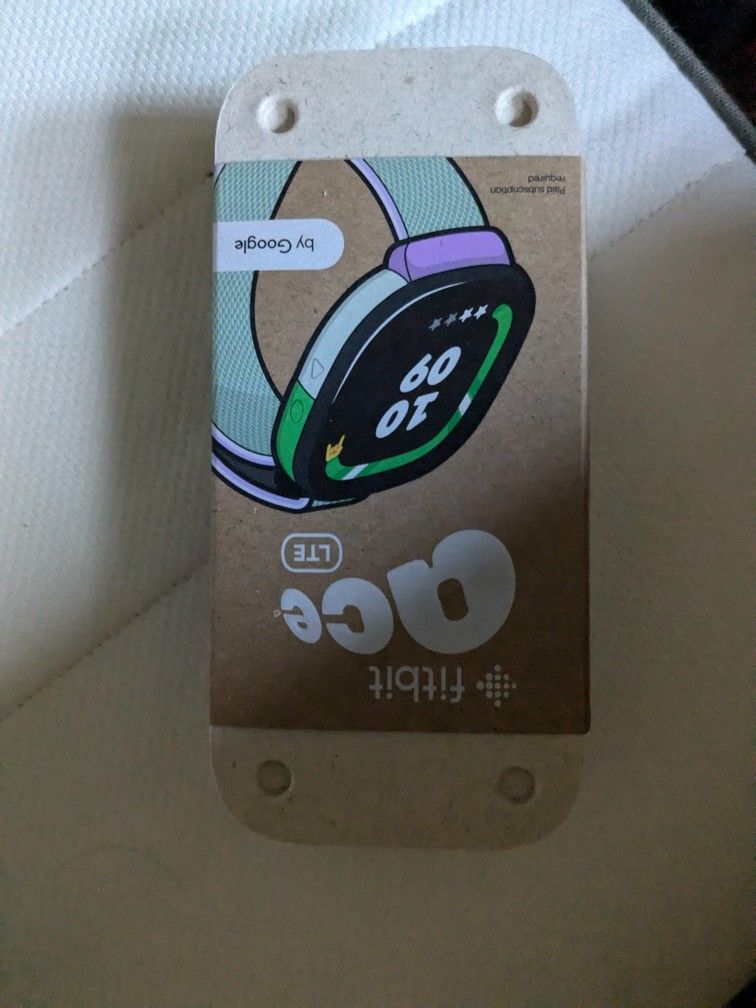 fitbit
ace
LTE
10
09
by Google
Paid subscription
required